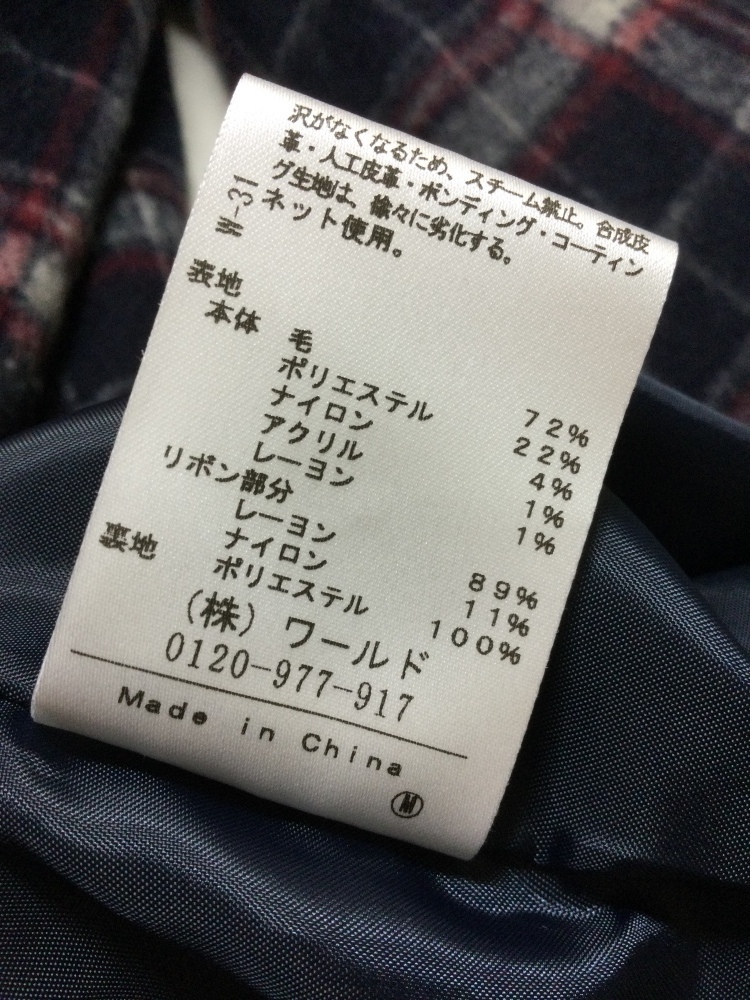 沢がなくなるため、スチーム禁止。合成皮
革・人工皮革・ボンディング・コーティン
グ生地は、徐々に劣化する。
ネット使用。
W-31
表地
本体 毛 72%
ポリエステル 22%
ナイロン 4%
アクリル 1%
レーヨン 1%
リボン部分
レーヨン 89%
ナイロン 11%
裏地 ポリエステル 100%
(株) ワールド
0120-977-917
Made in China
Ⓜ